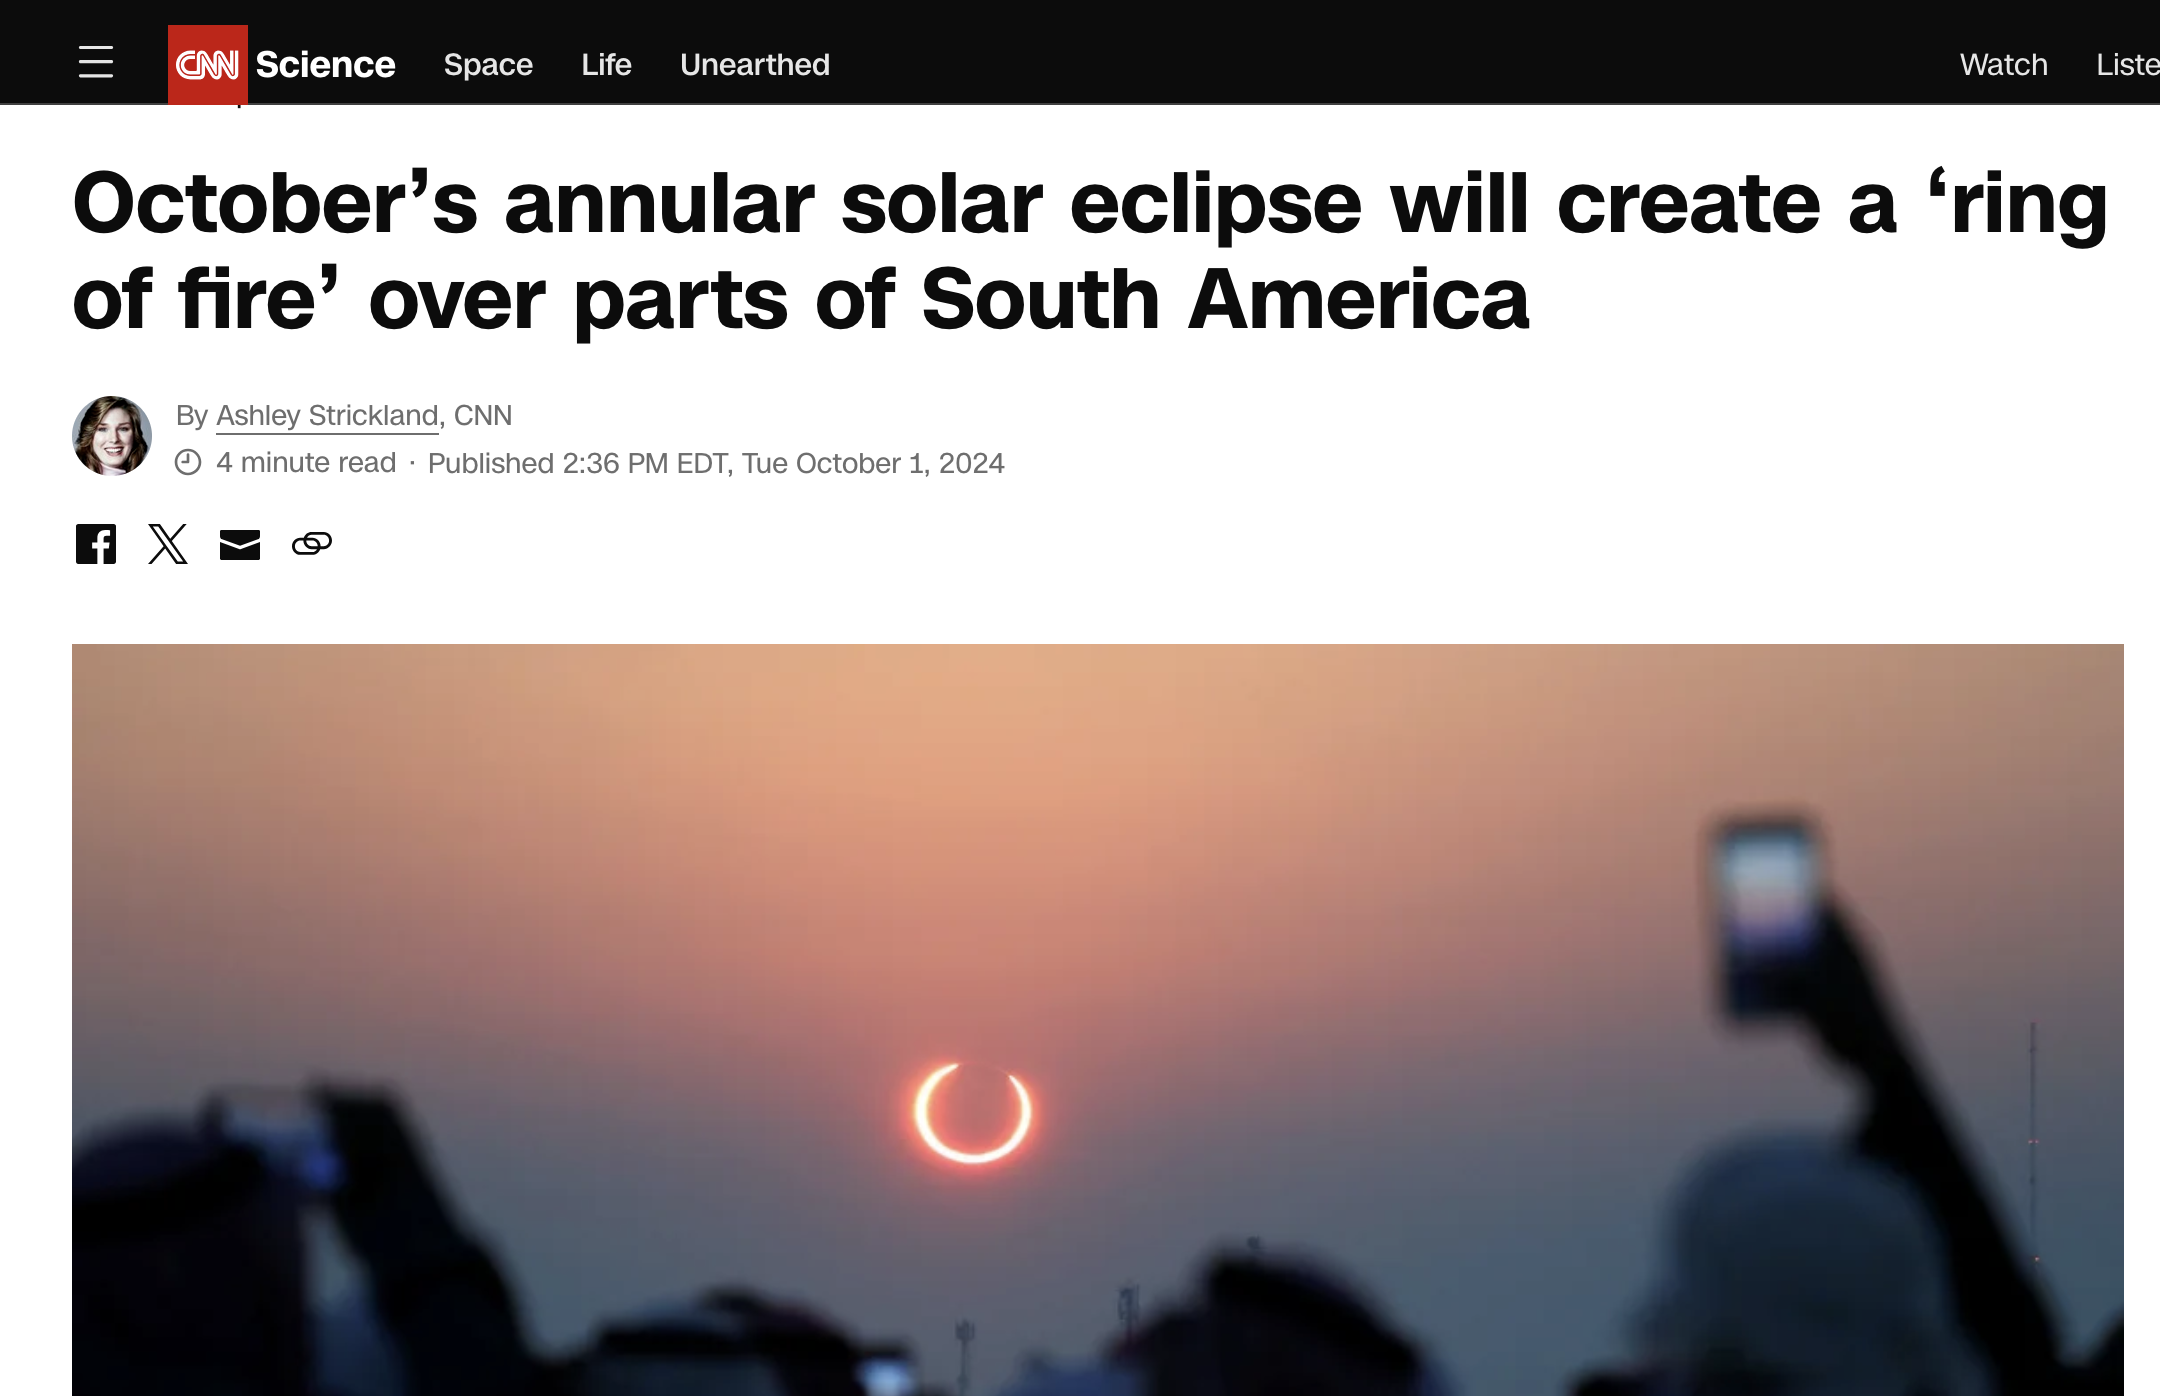 CNN Science Space Life Unearthed Watch Liste
October’s annular solar eclipse will create a ‘ring
of fire’ over parts of South America
By Ashley Strickland, CNN
4 minute read · Published 2:36 PM EDT, Tue October 1, 2024